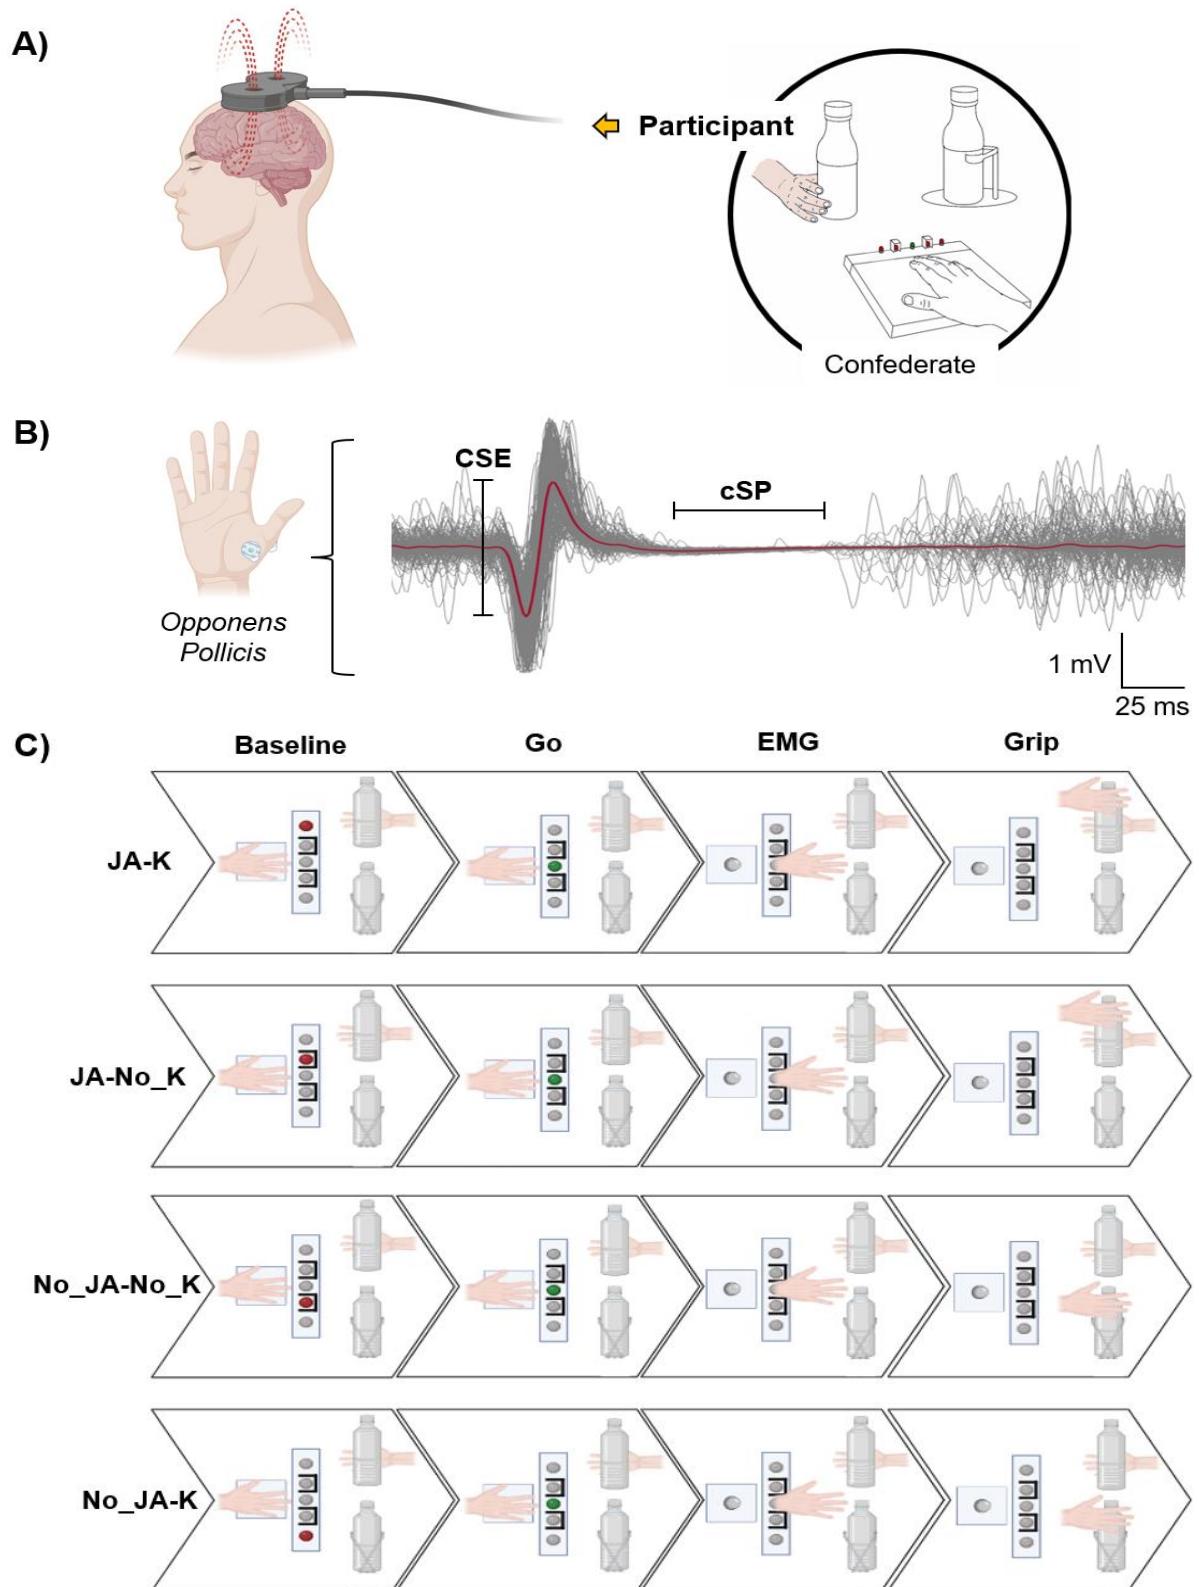 A)
Participant
Confederate
B)
CSE
cSP
Opponens
Pollicis
1 mV
25 ms
C)
Baseline Go EMG Grip
JA-K
JA-No_K
No_JA-No_K
No_JA-K